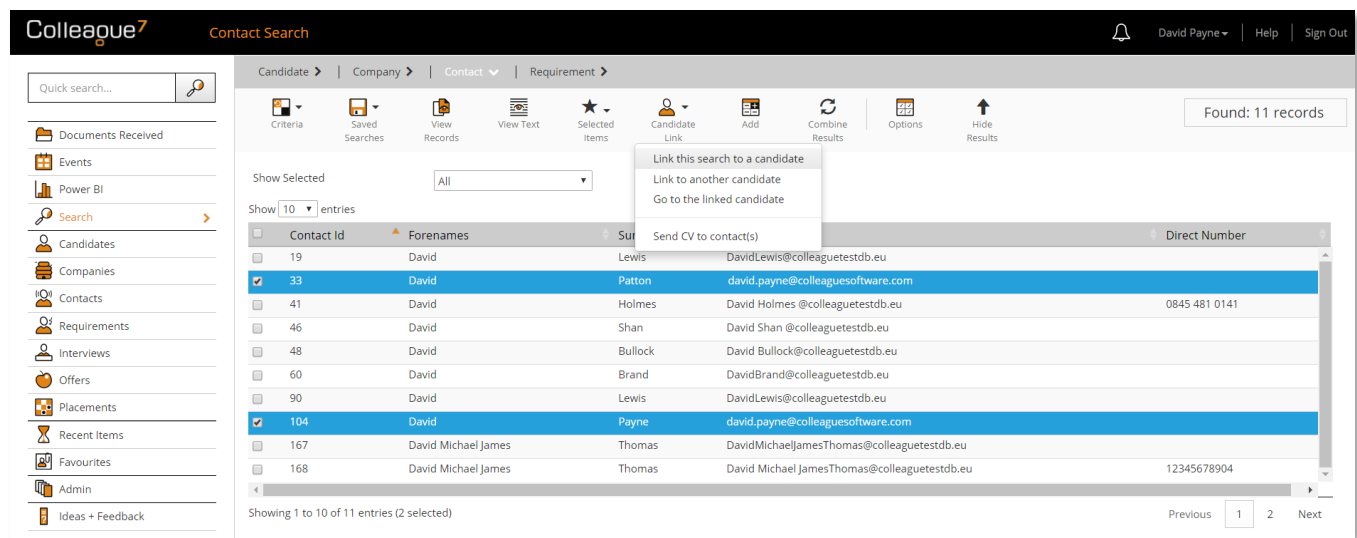 Colleague7 Contact Search David Payne Help Sign Out
Quick search...
Documents Received
Events
Power BI
Search
Candidates
Companies
Contacts
Requirements
Interviews
Offers
Placements
Recent Items
Favourites
Admin
Ideas + Feedback
Candidate | Company | Contact | Requirement
Criteria
Saved Searches
View Records
View Text
Selected Items
Candidate Link
Add
Combine Results
Options
Hide Results
Found: 11 records
Link this search to a candidate
Link to another candidate
Go to the linked candidate
Send CV to contact(s)
Show Selected All
Show 10 entries
Contact Id Forenames Sur Direct Number
19 David Lewis DavidLewis@colleaguetestdb.eu
33 David Patton david.payne@colleaguesoftware.com
41 David Holmes David Holmes @colleaguetestdb.eu 0845 481 0141
46 David Shan David Shan @colleaguetestdb.eu
48 David Bullock David Bullock@colleaguetestdb.eu
60 David Brand DavidBrand@colleaguetestdb.eu
90 David Lewis DavidLewis@colleaguetestdb.eu
104 David Payne david.payne@colleaguesoftware.com
167 David Michael James Thomas DavidMichaelJamesThomas@colleaguetestdb.eu
168 David Michael James Thomas David Michael JamesThomas@colleaguetestdb.eu 12345678904
Showing 1 to 10 of 11 entries (2 selected) Previous 1 2 Next